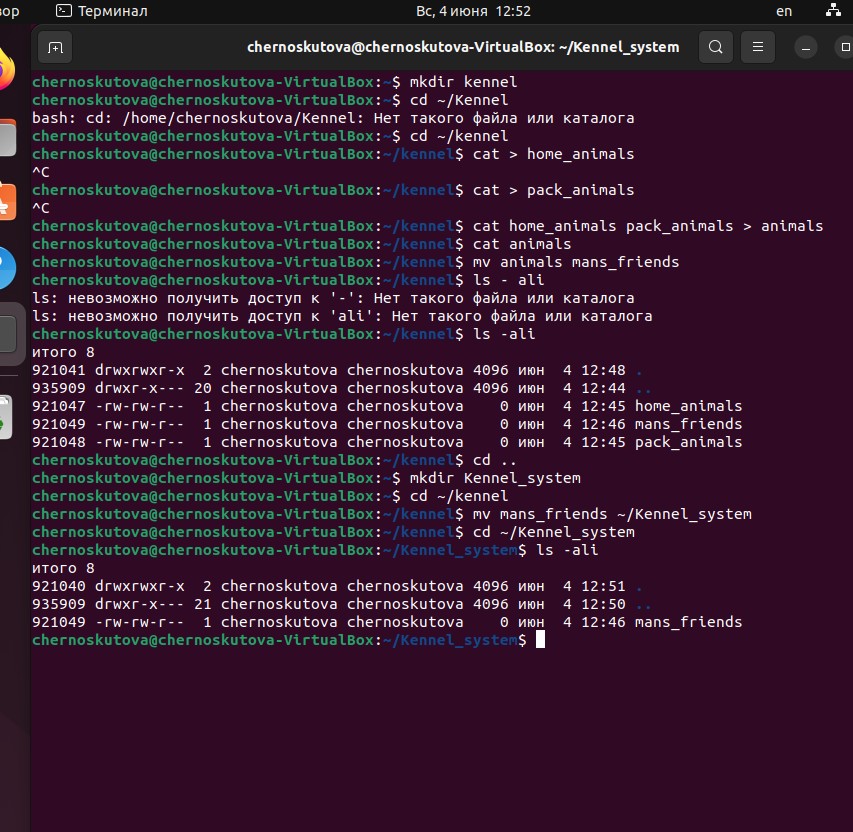 ор Терминал Вс, 4 июня 12:52 en
chernoskutova@chernoskutova-VirtualBox: ~/Kennel_system
chernoskutova@chernoskutova-VirtualBox:~$ mkdir kennel
chernoskutova@chernoskutova-VirtualBox:~$ cd ~/Kennel
bash: cd: /home/chernoskutova/Kennel: Нет такого файла или каталога
chernoskutova@chernoskutova-VirtualBox:~$ cd ~/kennel
chernoskutova@chernoskutova-VirtualBox:~/kennel$ cat > home_animals
^C
chernoskutova@chernoskutova-VirtualBox:~/kennel$ cat > pack_animals
^C
chernoskutova@chernoskutova-VirtualBox:~/kennel$ cat home_animals pack_animals > animals
chernoskutova@chernoskutova-VirtualBox:~/kennel$ cat animals
chernoskutova@chernoskutova-VirtualBox:~/kennel$ mv animals mans_friends
chernoskutova@chernoskutova-VirtualBox:~/kennel$ ls - ali
ls: невозможно получить доступ к '-': Нет такого файла или каталога
ls: невозможно получить доступ к 'ali': Нет такого файла или каталога
chernoskutova@chernoskutova-VirtualBox:~/kennel$ ls -ali
итого 8
921041 drwxrwxr-x  2 chernoskutova chernoskutova 4096 июн  4 12:48 .
935909 drwxr-x--- 20 chernoskutova chernoskutova 4096 июн  4 12:44 ..
921047 -rw-rw-r--  1 chernoskutova chernoskutova    0 июн  4 12:45 home_animals
921049 -rw-rw-r--  1 chernoskutova chernoskutova    0 июн  4 12:46 mans_friends
921048 -rw-rw-r--  1 chernoskutova chernoskutova    0 июн  4 12:45 pack_animals
chernoskutova@chernoskutova-VirtualBox:~/kennel$ cd ..
chernoskutova@chernoskutova-VirtualBox:~$ mkdir Kennel_system
chernoskutova@chernoskutova-VirtualBox:~$ cd ~/kennel
chernoskutova@chernoskutova-VirtualBox:~/kennel$ mv mans_friends ~/Kennel_system
chernoskutova@chernoskutova-VirtualBox:~/kennel$ cd ~/Kennel_system
chernoskutova@chernoskutova-VirtualBox:~/Kennel_system$ ls -ali
итого 8
921040 drwxrwxr-x  2 chernoskutova chernoskutova 4096 июн  4 12:51 .
935909 drwxr-x--- 21 chernoskutova chernoskutova 4096 июн  4 12:50 ..
921049 -rw-rw-r--  1 chernoskutova chernoskutova    0 июн  4 12:46 mans_friends
chernoskutova@chernoskutova-VirtualBox:~/Kennel_system$